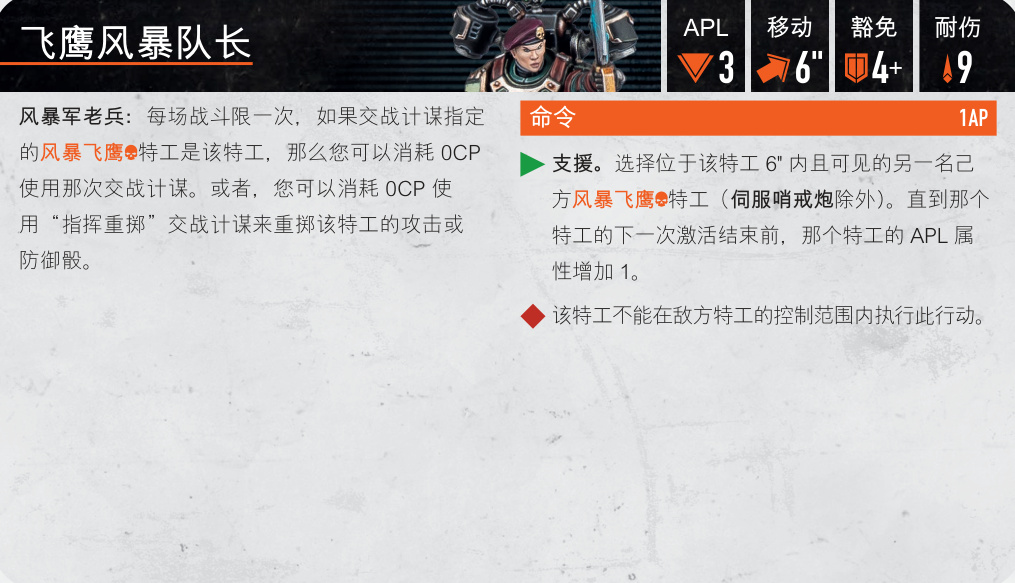 飞鹰风暴队长
APL 移动 豁免 耐伤
3 6" 4+ 9
风暴军老兵：每场战斗限一次，如果交战计谋指定
的风暴飞鹰特工是该特工，那么您可以消耗 0CP
使用那次交战计谋。或者，您可以消耗 0CP 使
用“指挥重掷”交战计谋来重掷该特工的攻击或
防御骰。
命令 1AP
支援。选择位于该特工 6" 内且可见的另一名己
方风暴飞鹰特工（伺服哨戒炮除外）。直到那个
特工的下一次激活结束前，那个特工的 APL 属
性增加 1。
该特工不能在敌方特工的控制范围内执行此行动。